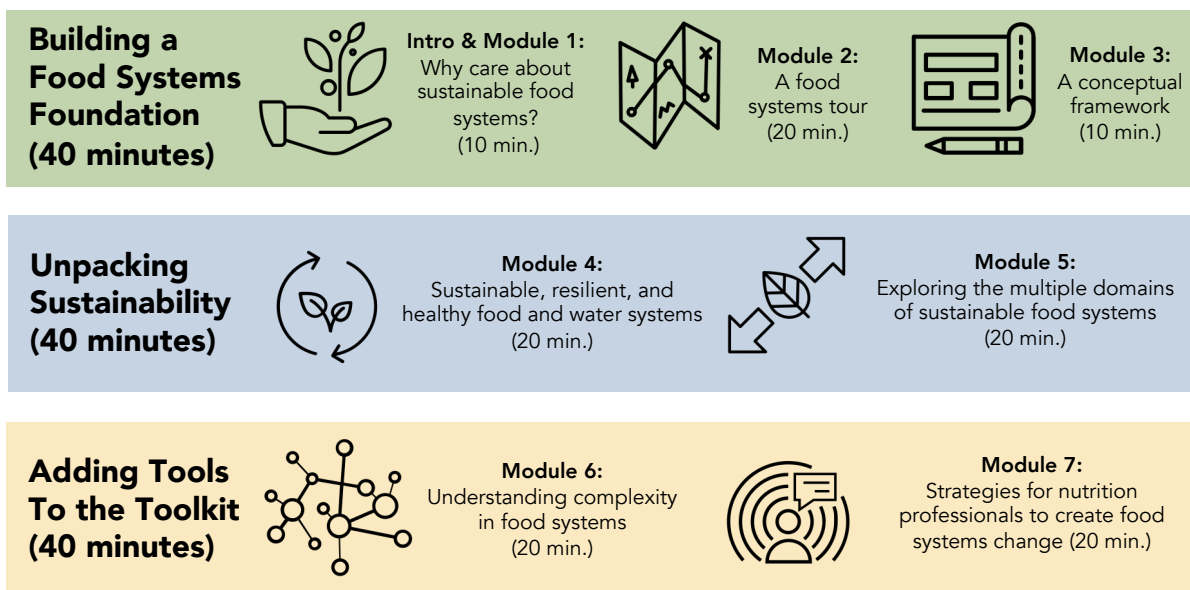 Building a
Food Systems
Foundation
(40 minutes)
Intro & Module 1:
Why care about
sustainable food
systems?
(10 min.)
Module 2:
A food
systems tour
(20 min.)
Module 3:
A conceptual
framework
(10 min.)
Unpacking
Sustainability
(40 minutes)
Module 4:
Sustainable, resilient, and
healthy food and water systems
(20 min.)
Module 5:
Exploring the multiple domains
of sustainable food systems
(20 min.)
Adding Tools
To the Toolkit
(40 minutes)
Module 6:
Understanding complexity
in food systems
(20 min.)
Module 7:
Strategies for nutrition
professionals to create food
systems change (20 min.)